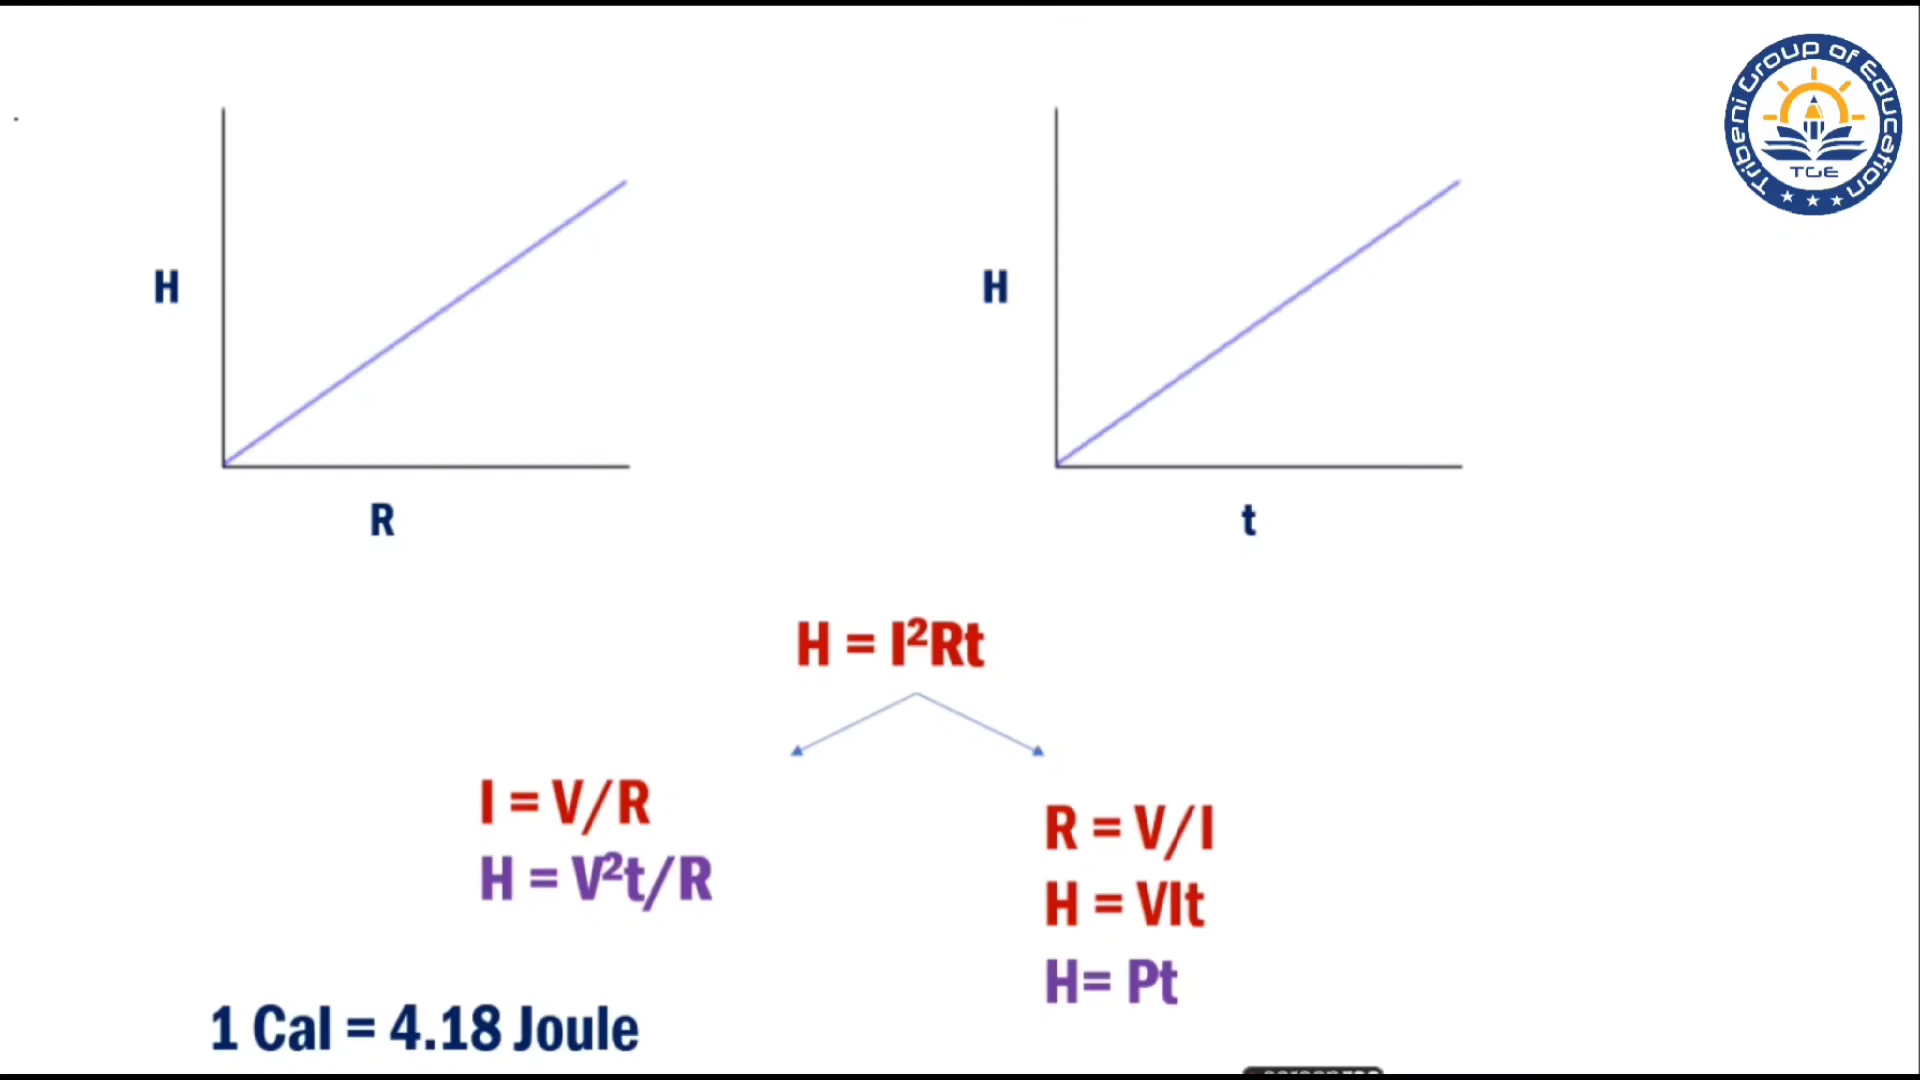 Tribeni Group of Education
TGE
H
H
R
t
H = I²Rt
I = V/R
H = V²t/R
R = V/I
H = VIt
H= Pt
1 Cal = 4.18 Joule